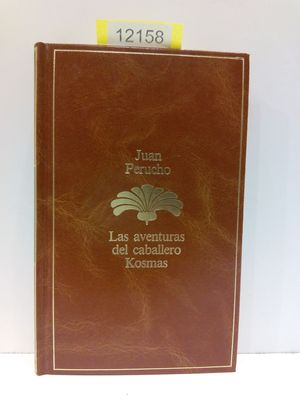 12158
Juan
Perucho
Las aventuras
del caballero
Kosmas